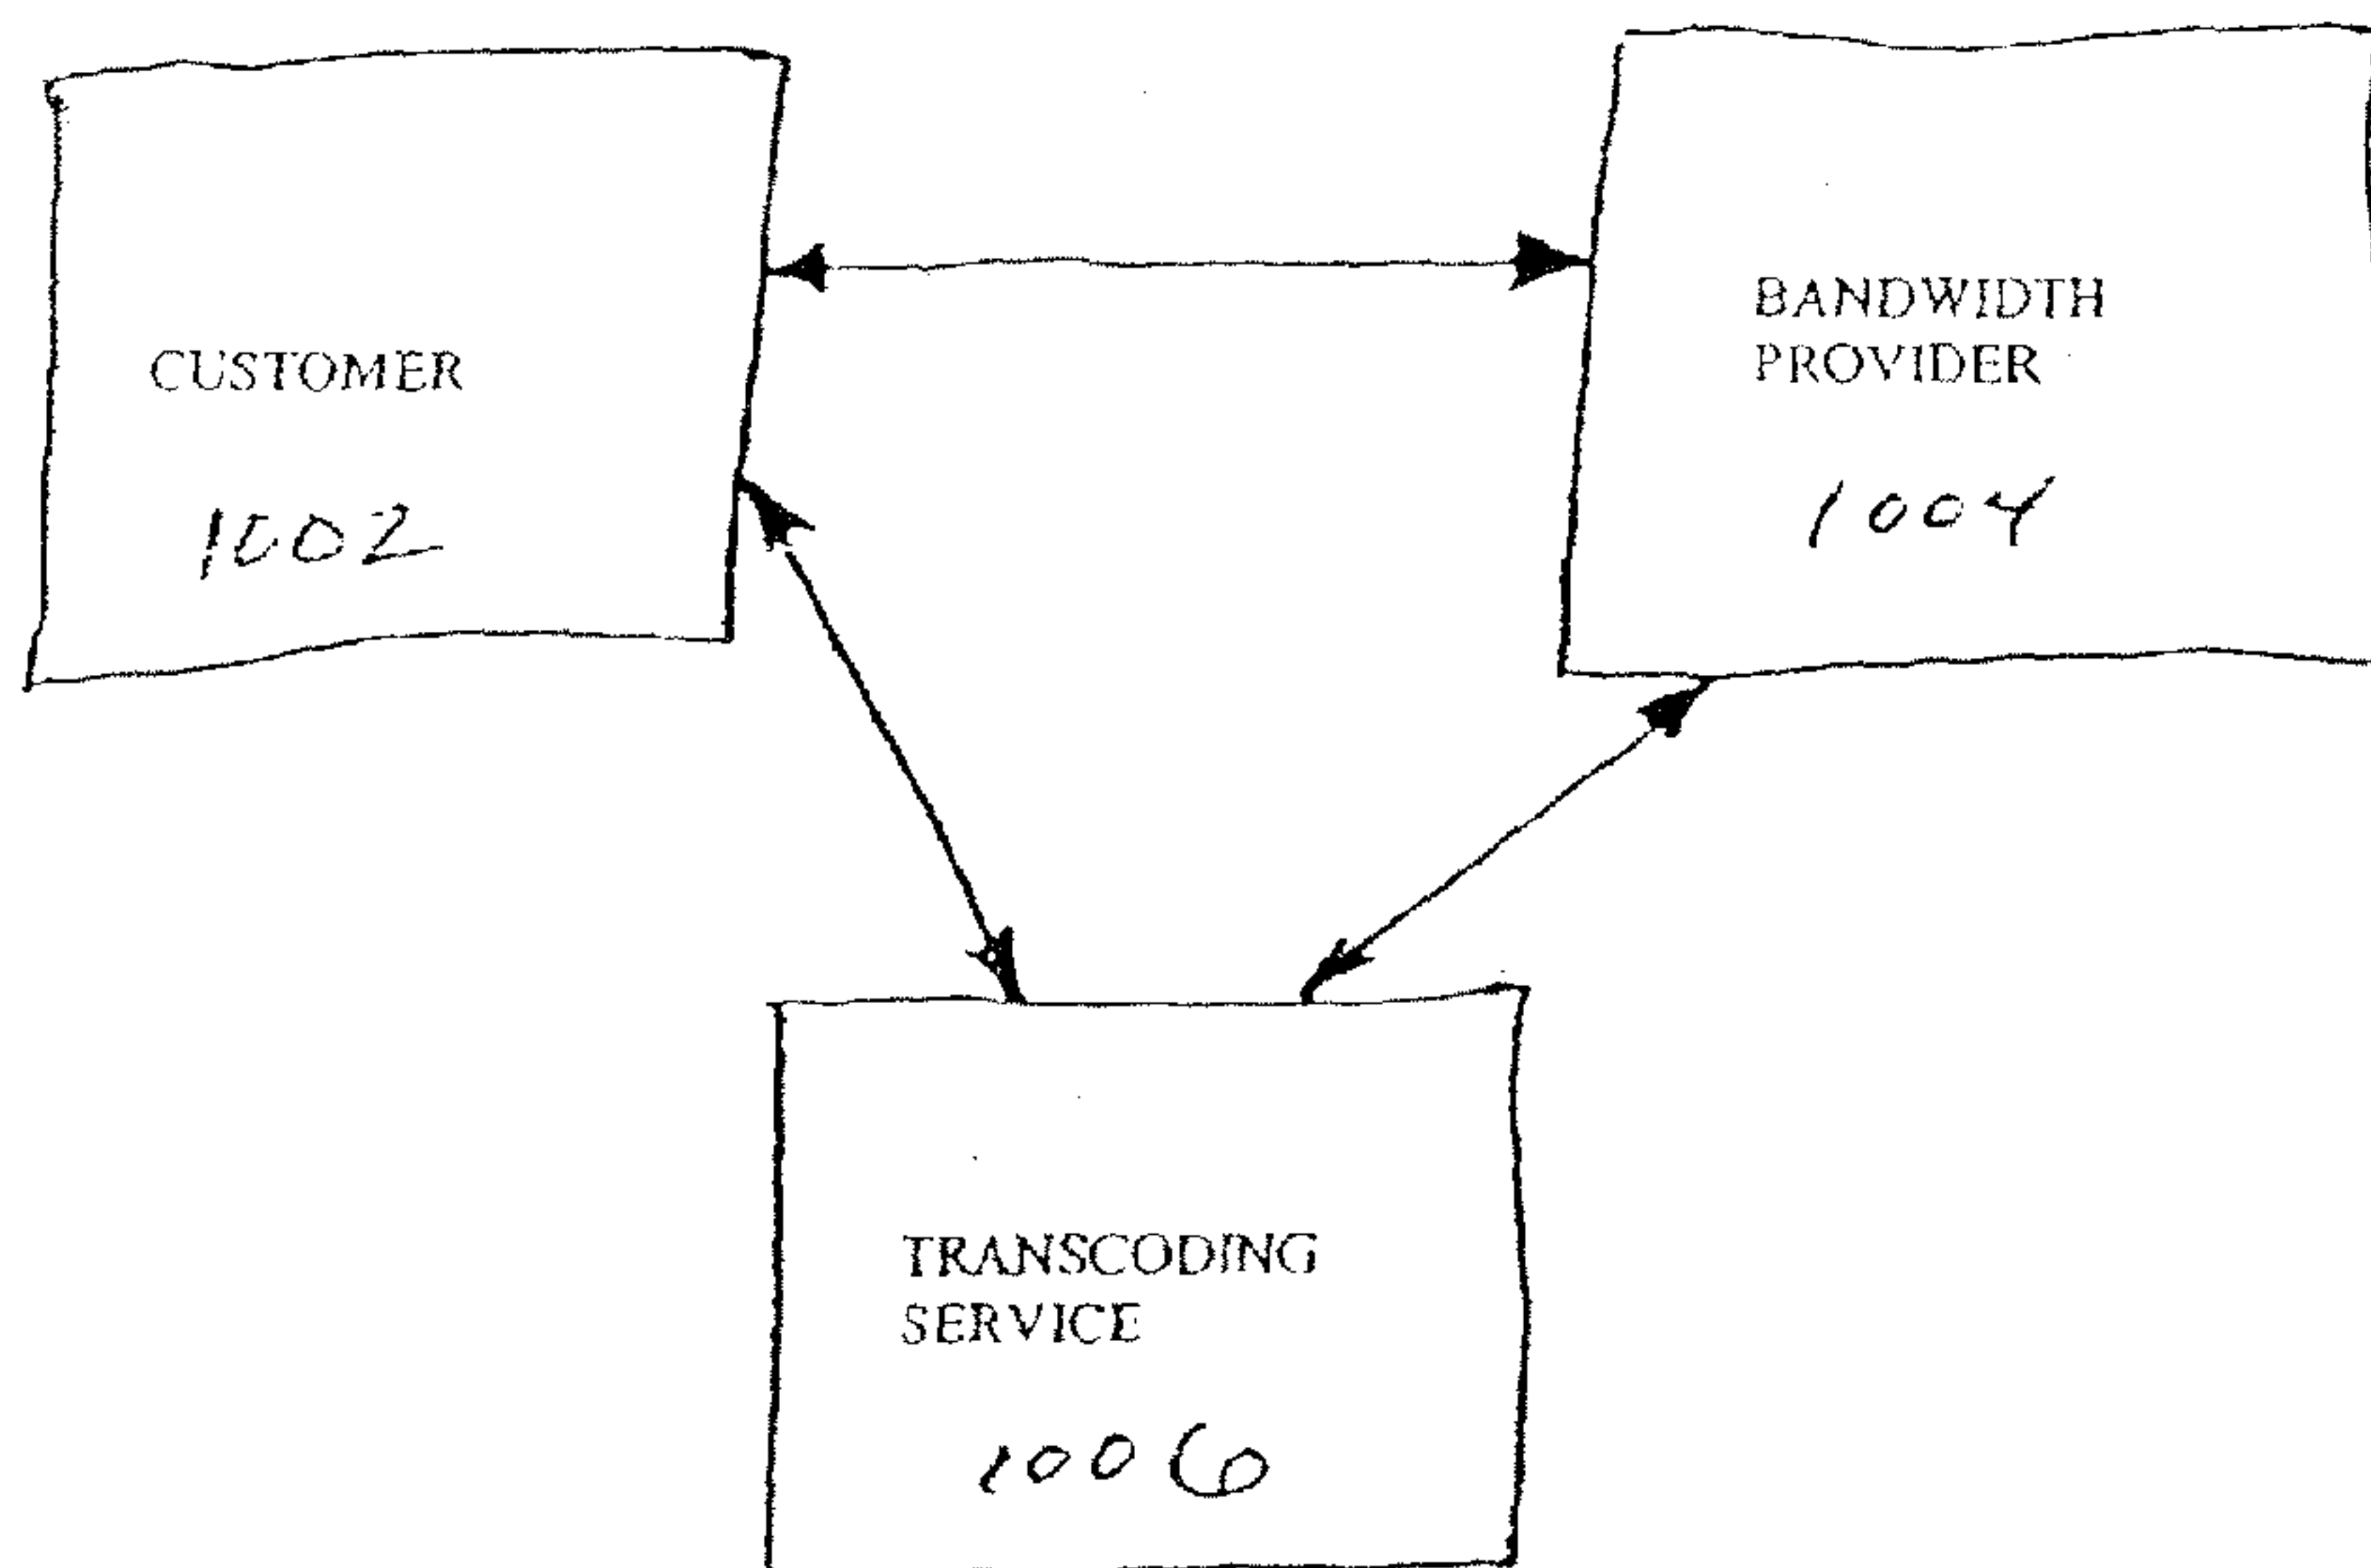 CUSTOMER
1002
BANDWIDTH
PROVIDER
1004
TRANSCODING
SERVICE
1006